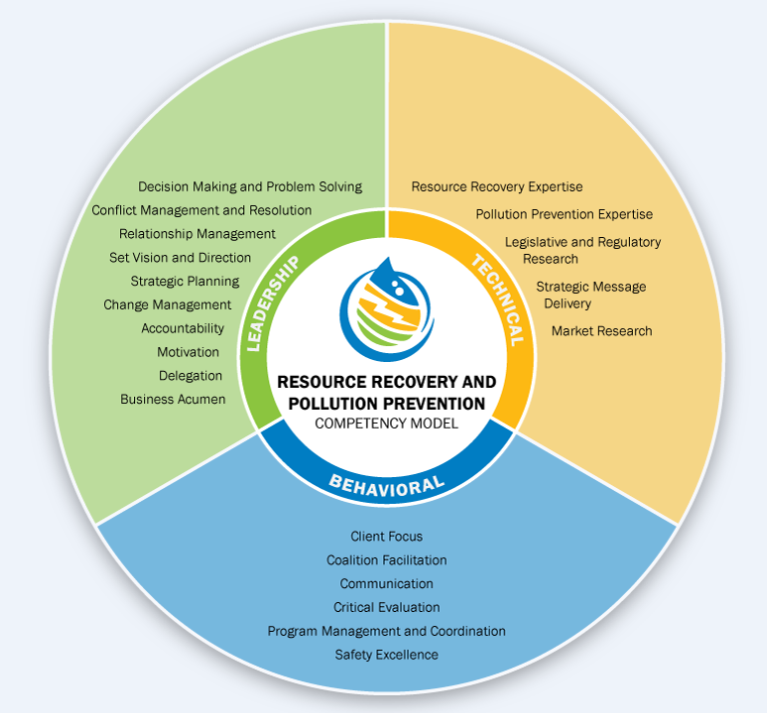 Decision Making and Problem Solving
Conflict Management and Resolution
Relationship Management
Set Vision and Direction
Strategic Planning
Change Management
Accountability
Motivation
Delegation
Business Acumen
LEADERSHIP
Resource Recovery Expertise
Pollution Prevention Expertise
Legislative and Regulatory
Research
Strategic Message
Delivery
Market Research
TECHNICAL
RESOURCE RECOVERY AND
POLLUTION PREVENTION
COMPETENCY MODEL
BEHAVIORAL
Client Focus
Coalition Facilitation
Communication
Critical Evaluation
Program Management and Coordination
Safety Excellence